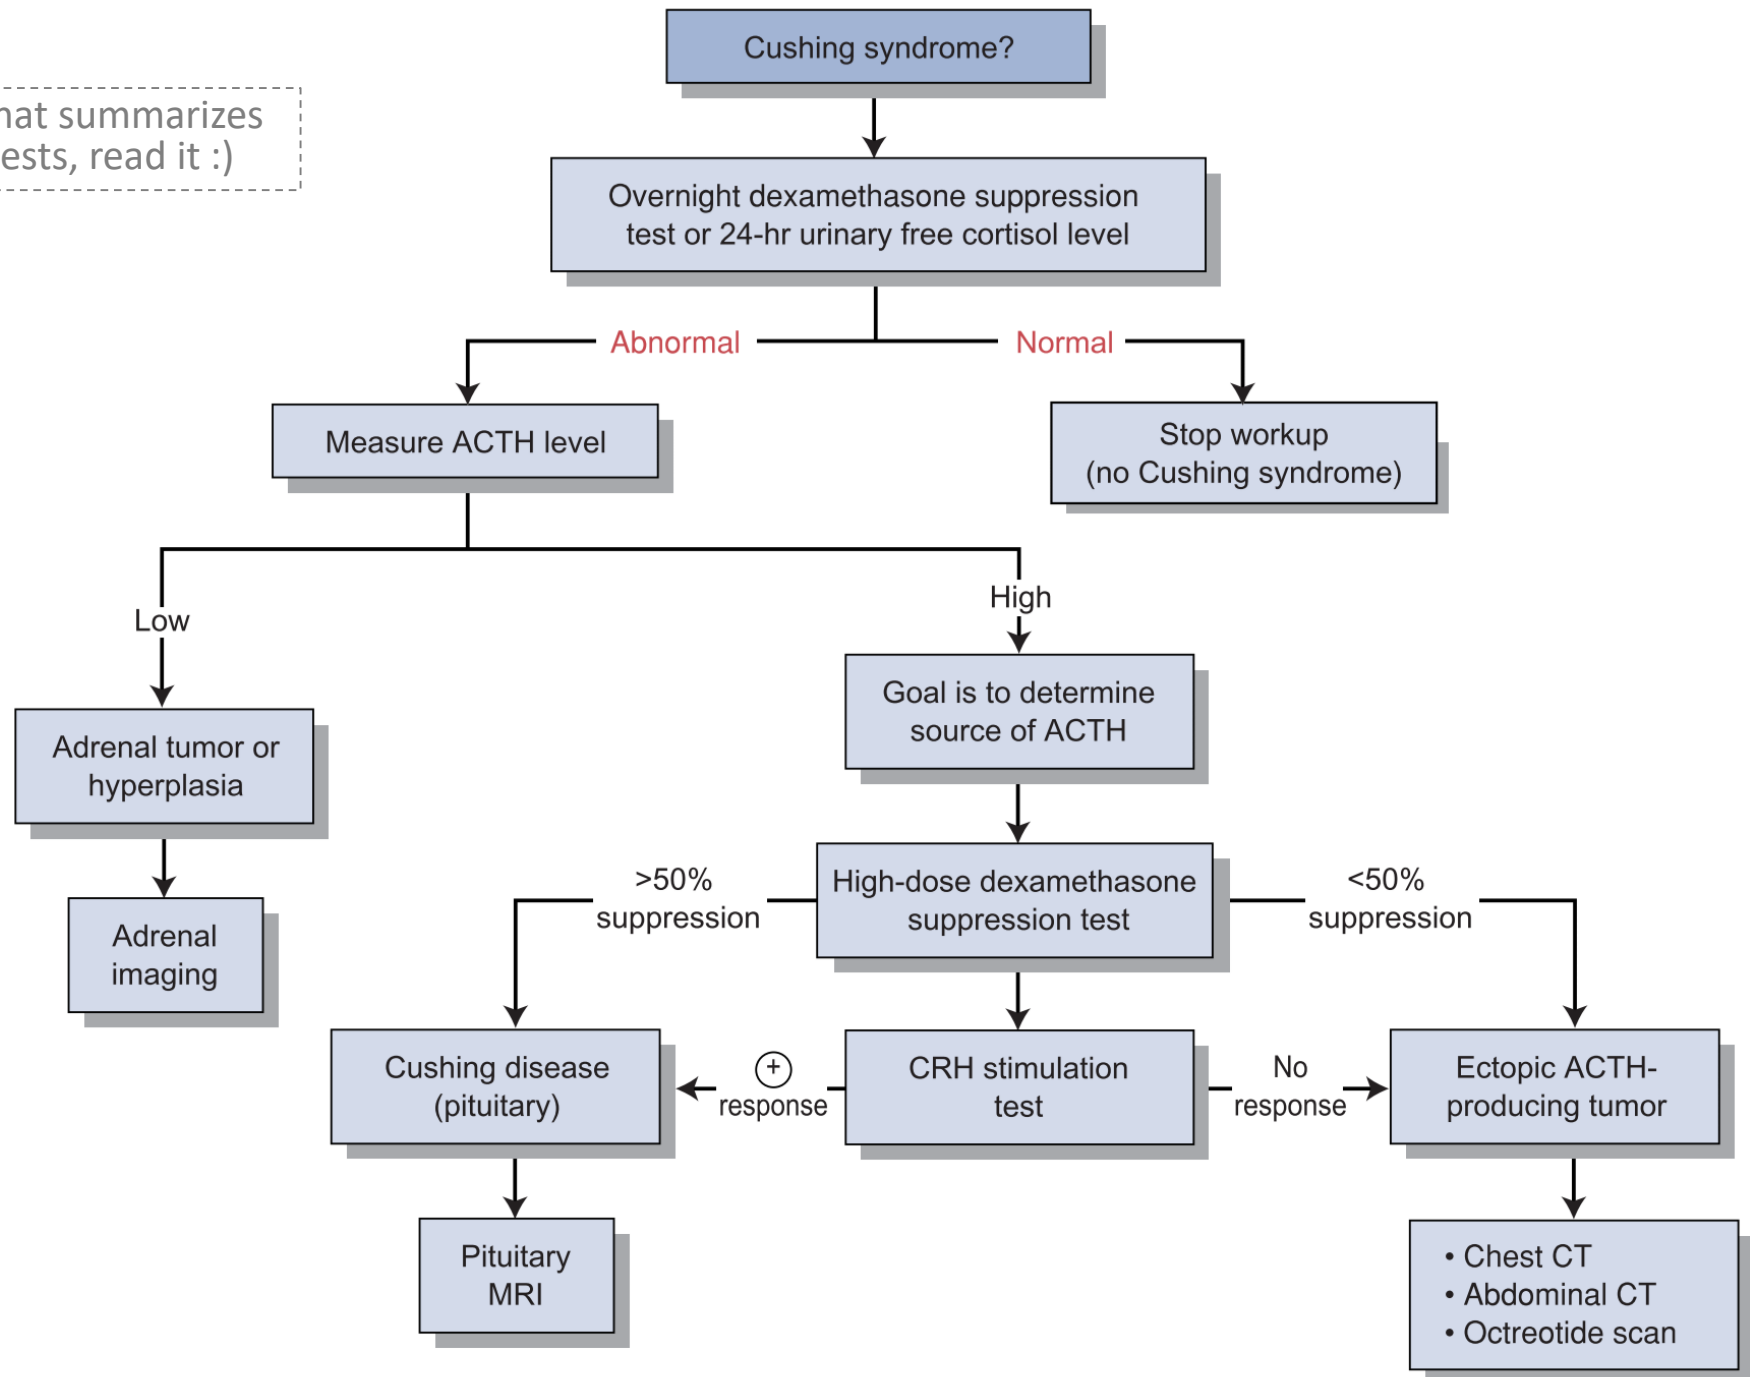 Cushing syndrome?
summarizes
read it :)
Overnight dexamethasone suppression
test or 24-hr urinary free cortisol level
Abnormal
Normal
Measure ACTH level
Stop workup
(no Cushing syndrome)
Low
High
Goal is to determine
source of ACTH
Adrenal tumor or
hyperplasia
>50%
suppression
High-dose dexamethasone
suppression test
<50%
suppression
Adrenal
imaging
Cushing disease
(pituitary)
+
response
CRH stimulation
test
No
response
Ectopic ACTH-
producing tumor
Pituitary
MRI
• Chest CT
• Abdominal CT
• Octreotide scan